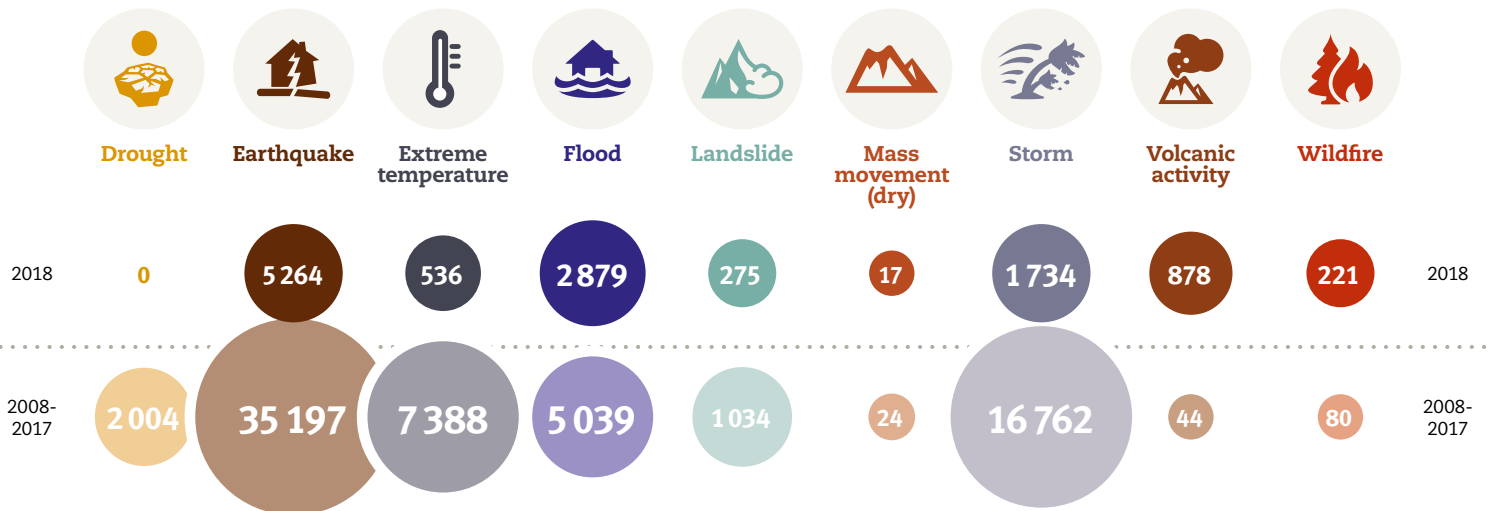 Drought
Earthquake
Extreme
temperature
Flood
Landslide
Mass
movement
(dry)
Storm
Volcanic
activity
Wildfire
2018
0
5 264
536
2 879
275
17
1 734
878
221
2018
2008-
2017
2 004
35 197
7 388
5 039
1 034
24
16 762
44
80
2008-
2017